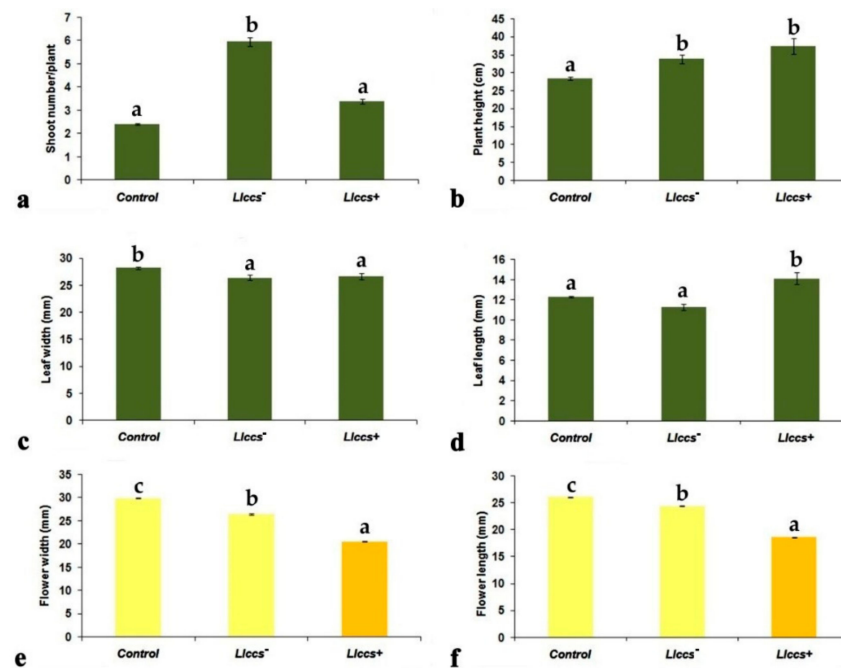 7
6
5
4
3
2
1
0
Shoot number/plant
a
b
a
Control
Llccs-
Llccs+
a
45
40
35
30
25
20
15
10
5
0
Plant height (cm)
a
b
b
Control
Llccs-
Llccs+
b
30
25
20
15
10
5
0
Leaf width (mm)
b
a
a
Control
Llccs-
Llccs+
c
16
14
12
10
8
6
4
2
0
Leaf length (mm)
a
a
b
Control
Llccs-
Llccs+
d
35
30
25
20
15
10
5
0
Flower width (mm)
c
b
a
Control
Llccs-
Llccs+
e
30
25
20
15
10
5
0
Flower length (mm)
c
b
a
Control
Llccs-
Llccs+
f